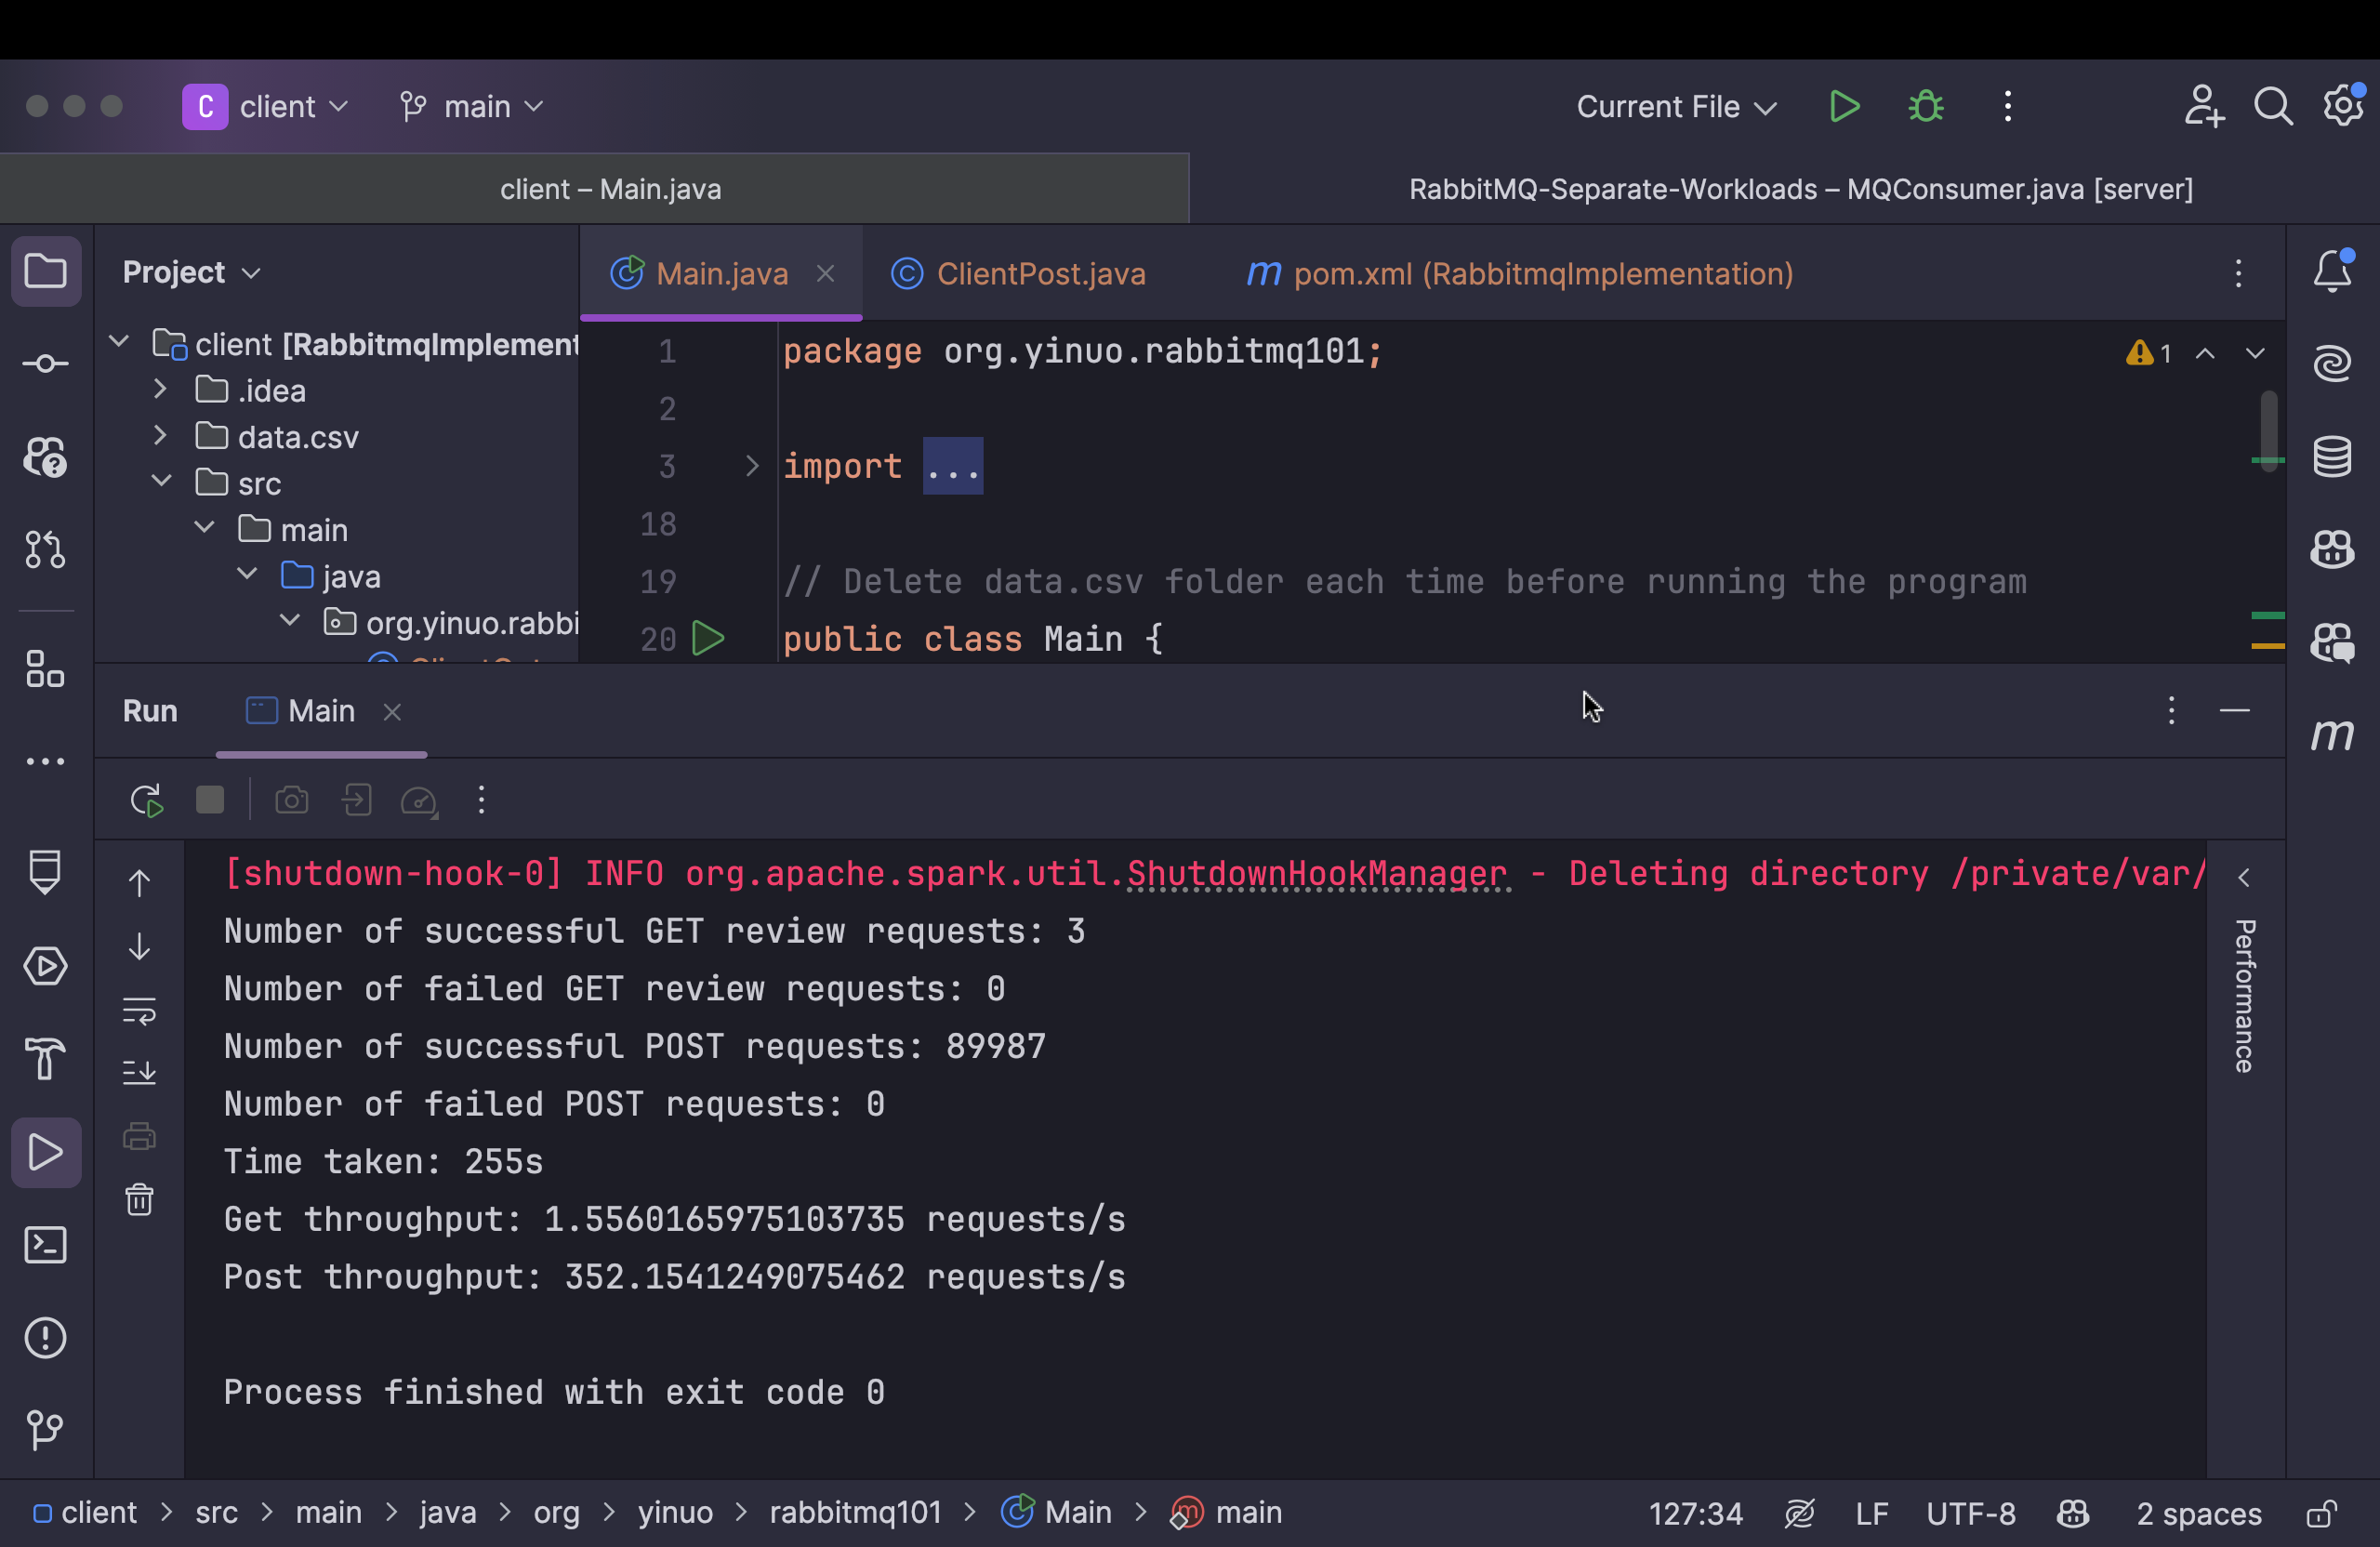 C client main Current File
client – Main.java RabbitMQ-Separate-Workloads – MQConsumer.java [server]
Project Main.java ClientPost.java m pom.xml (RabbitmqImplementation)
client [RabbitmqImplement
.idea
data.csv
src
main
java
org.yinuo.rabbi
1 package org.yinuo.rabbitmq101; 1
2
3 import ...
18
19 // Delete data.csv folder each time before running the program
20 public class Main {
m
Run Main
[shutdown-hook-0] INFO org.apache.spark.util.ShutdownHookManager - Deleting directory /private/var/
Number of successful GET review requests: 3
Number of failed GET review requests: 0
Number of successful POST requests: 89987
Number of failed POST requests: 0
Time taken: 255s
Get throughput: 1.5560165975103735 requests/s
Post throughput: 352.1541249075462 requests/s
Process finished with exit code 0
Performance
client > src > main > java > org > yinuo > rabbitmq101 > Main > m main 127:34 LF UTF-8 2 spaces